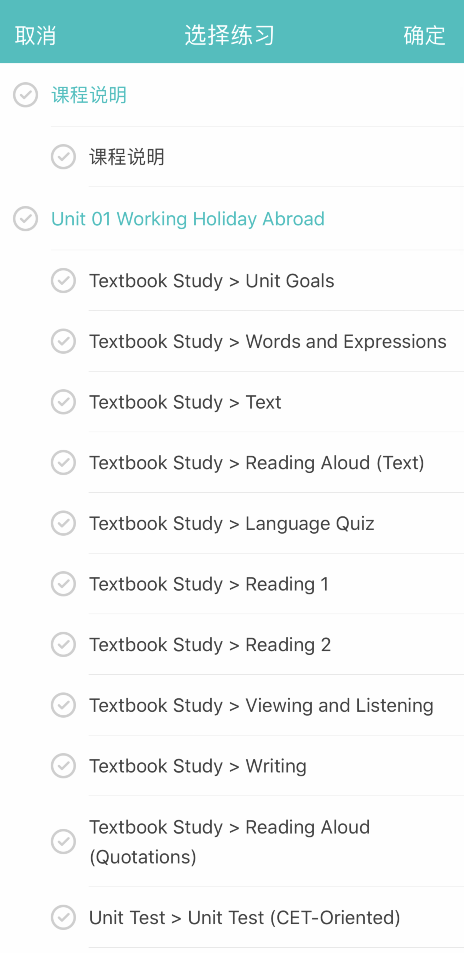 取消 选择练习 确定
课程说明
课程说明
Unit 01 Working Holiday Abroad
Textbook Study > Unit Goals
Textbook Study > Words and Expressions
Textbook Study > Text
Textbook Study > Reading Aloud (Text)
Textbook Study > Language Quiz
Textbook Study > Reading 1
Textbook Study > Reading 2
Textbook Study > Viewing and Listening
Textbook Study > Writing
Textbook Study > Reading Aloud
(Quotations)
Unit Test > Unit Test (CET-Oriented)